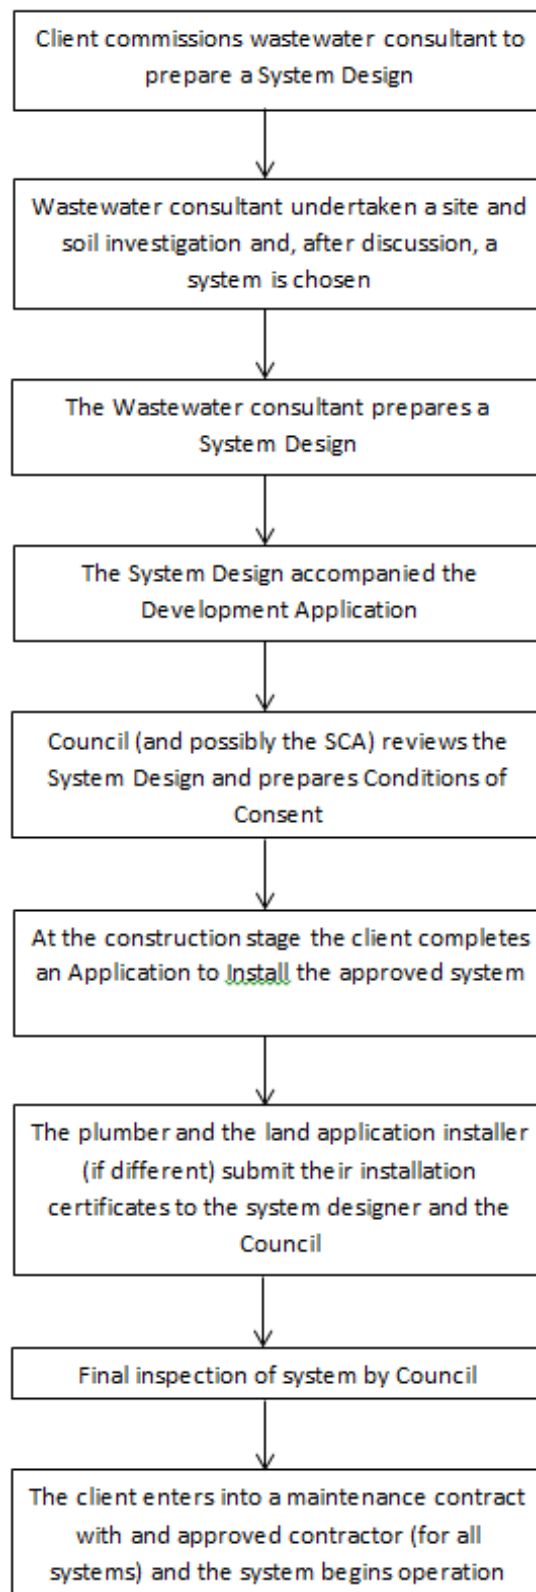 Client commissions wastewater consultant to
prepare a System Design
Wastewater consultant undertaken a site and
soil investigation and, after discussion, a
system is chosen
The Wastewater consultant prepares a
System Design
The System Design accompanied the
Development Application
Council (and possibly the SCA) reviews the
System Design and prepares Conditions of
Consent
At the construction stage the client completes
an Application to Install the approved system
The plumber and the land application installer
(if different) submit their installation
certificates to the system designer and the
Council
Final inspection of system by Council
The client enters into a maintenance contract
with and approved contractor (for all
systems) and the system begins operation